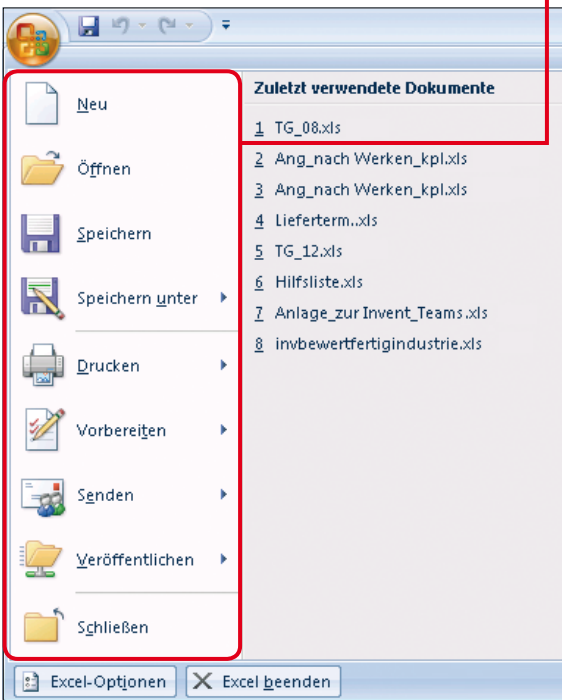 Neu
Öffnen
Speichern
Speichern unter
Drucken
Vorbereiten
Senden
Veröffentlichen
Schließen
Zuletzt verwendete Dokumente
1 TG_08.xls
2 Ang_nach Werken_kpl.xls
3 Ang_nach Werken_kpl.xls
4 Lieferterm..xls
5 TG_12.xls
6 Hilfsliste.xls
7 Anlage_zur Invent_Teams.xls
8 invbewertfertigindustrie.xls
Excel-Optionen
Excel beenden